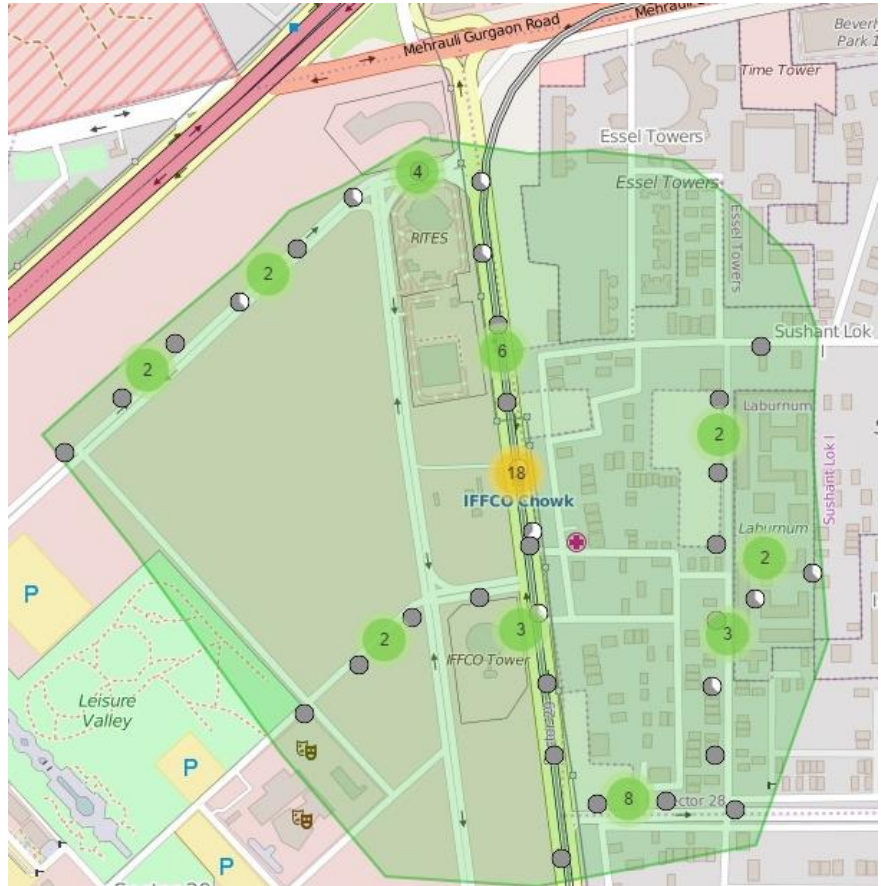 Mehrauli Gurgaon Road
Mehrauli
Beverly
Park 1
Time Tower
P
Essel Towers
4
Essel Towers
Essel Towers
RITES
2
Sushant Lok
I
6
2
Laburnum
2
18
IFFCO Chowk
Sushant Lok I
Laburnum
2
P
3
3
2
IFFCO Tower
Leisure
Valley
P
8
ector 28
P